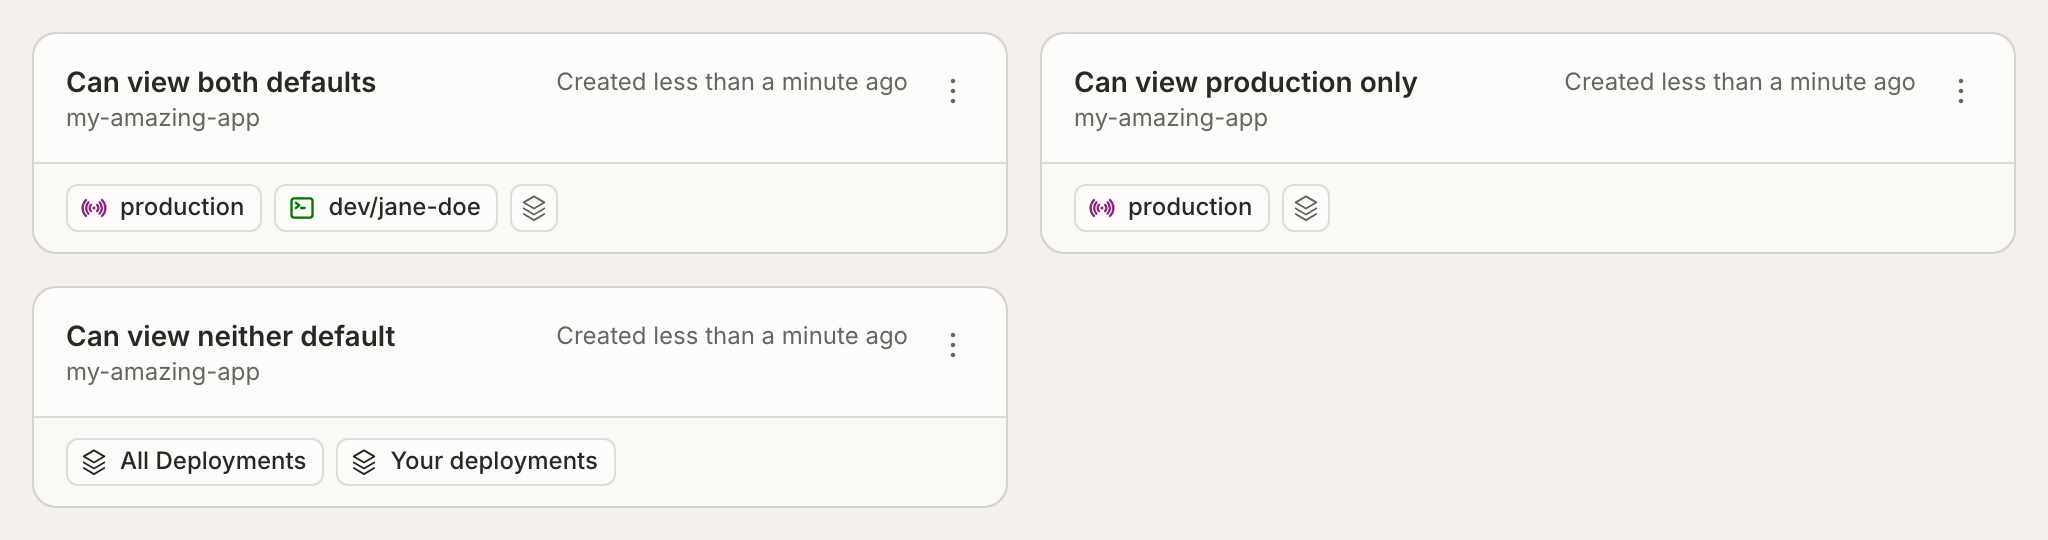 Can view both defaults
Created less than a minute ago
my-amazing-app
production
dev/jane-doe
Can view production only
Created less than a minute ago
my-amazing-app
production
Can view neither default
Created less than a minute ago
my-amazing-app
All Deployments
Your deployments